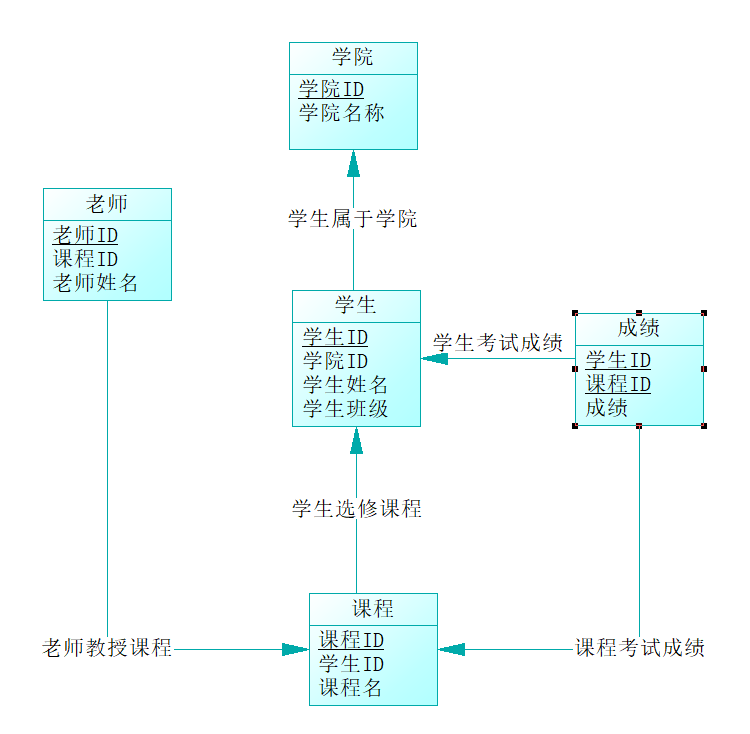 学院
学院ID
学院名称
学生属于学院
老师
老师ID
课程ID
老师姓名
学生
学生ID
学院ID
学生姓名
学生班级
学生考试成绩
成绩
学生ID
课程ID
成绩
学生选修课程
课程
课程ID
学生ID
课程名
老师教授课程
课程考试成绩